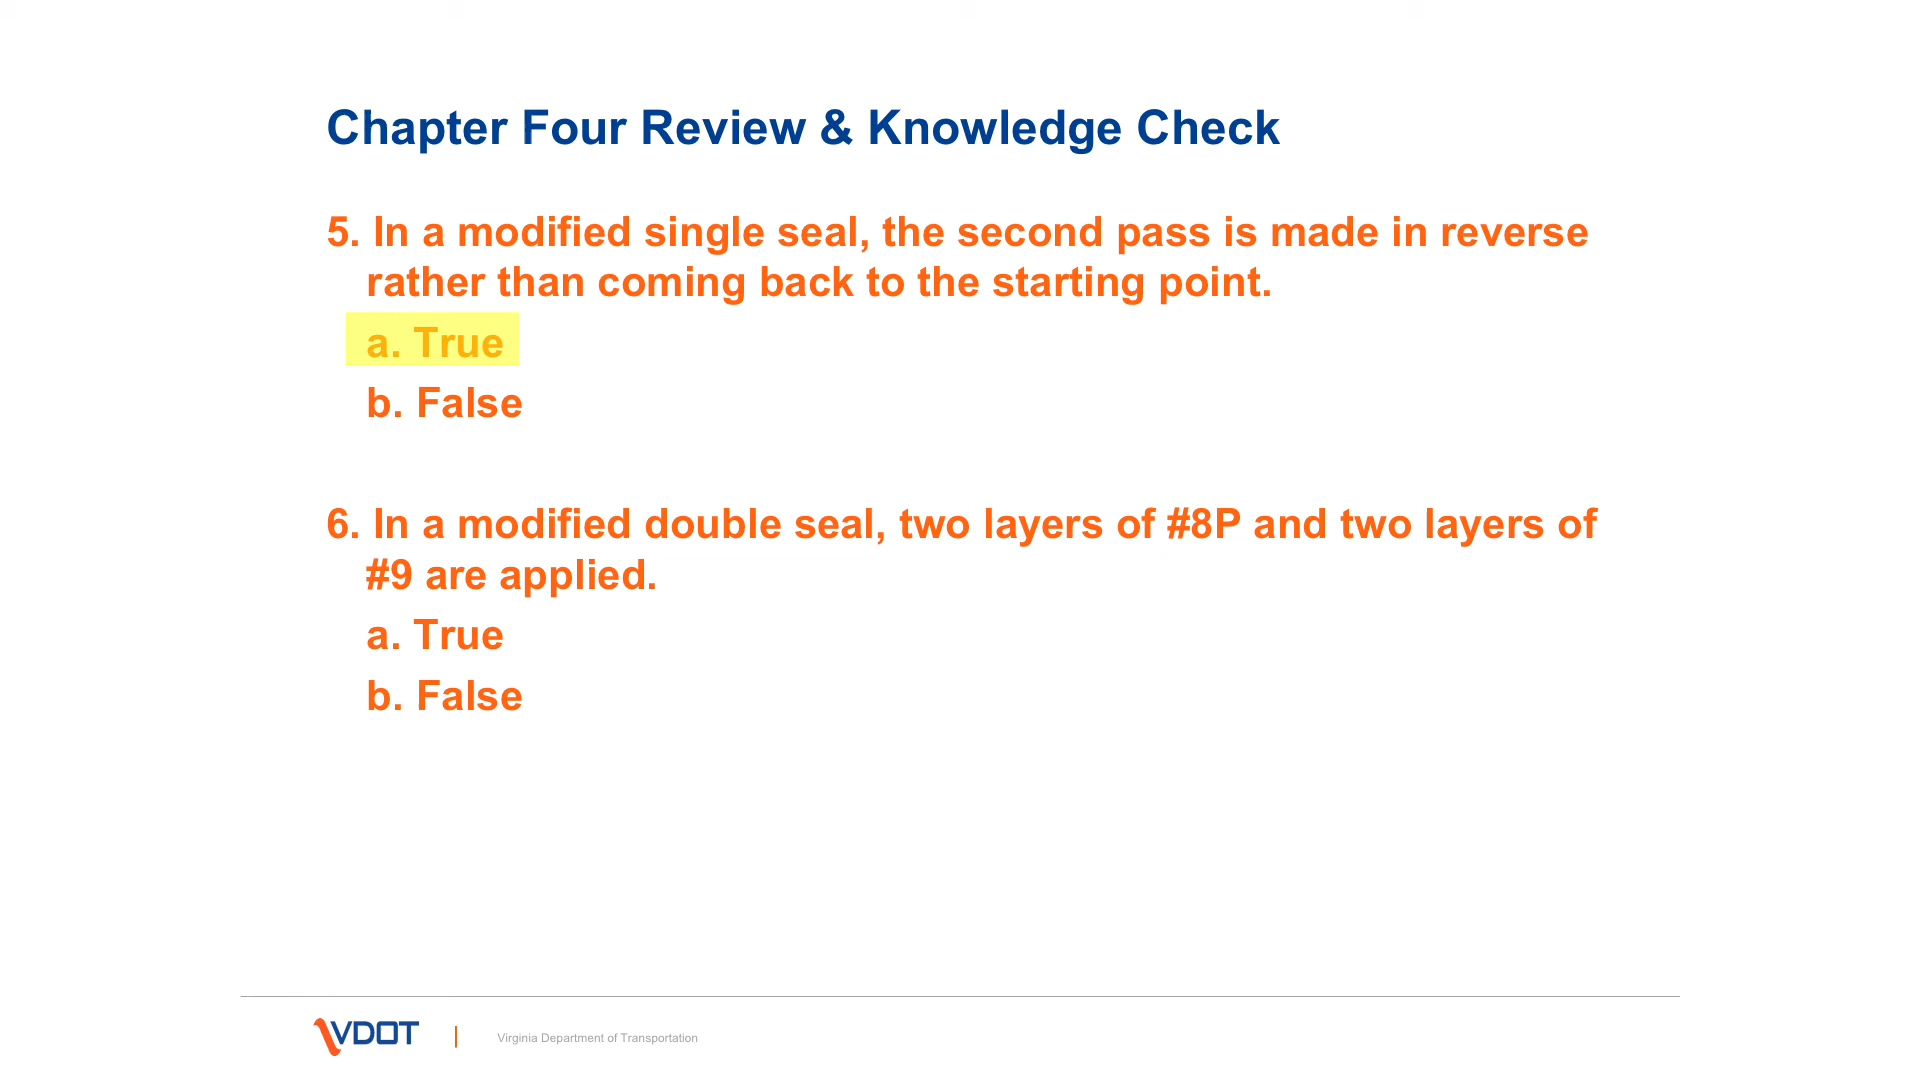 Chapter Four Review & Knowledge Check
5. In a modified single seal, the second pass is made in reverse
rather than coming back to the starting point.
a. True
b. False
6. In a modified double seal, two layers of #8P and two layers of
#9 are applied.
a. True
b. False
VDOT
Virginia Department of Transportation